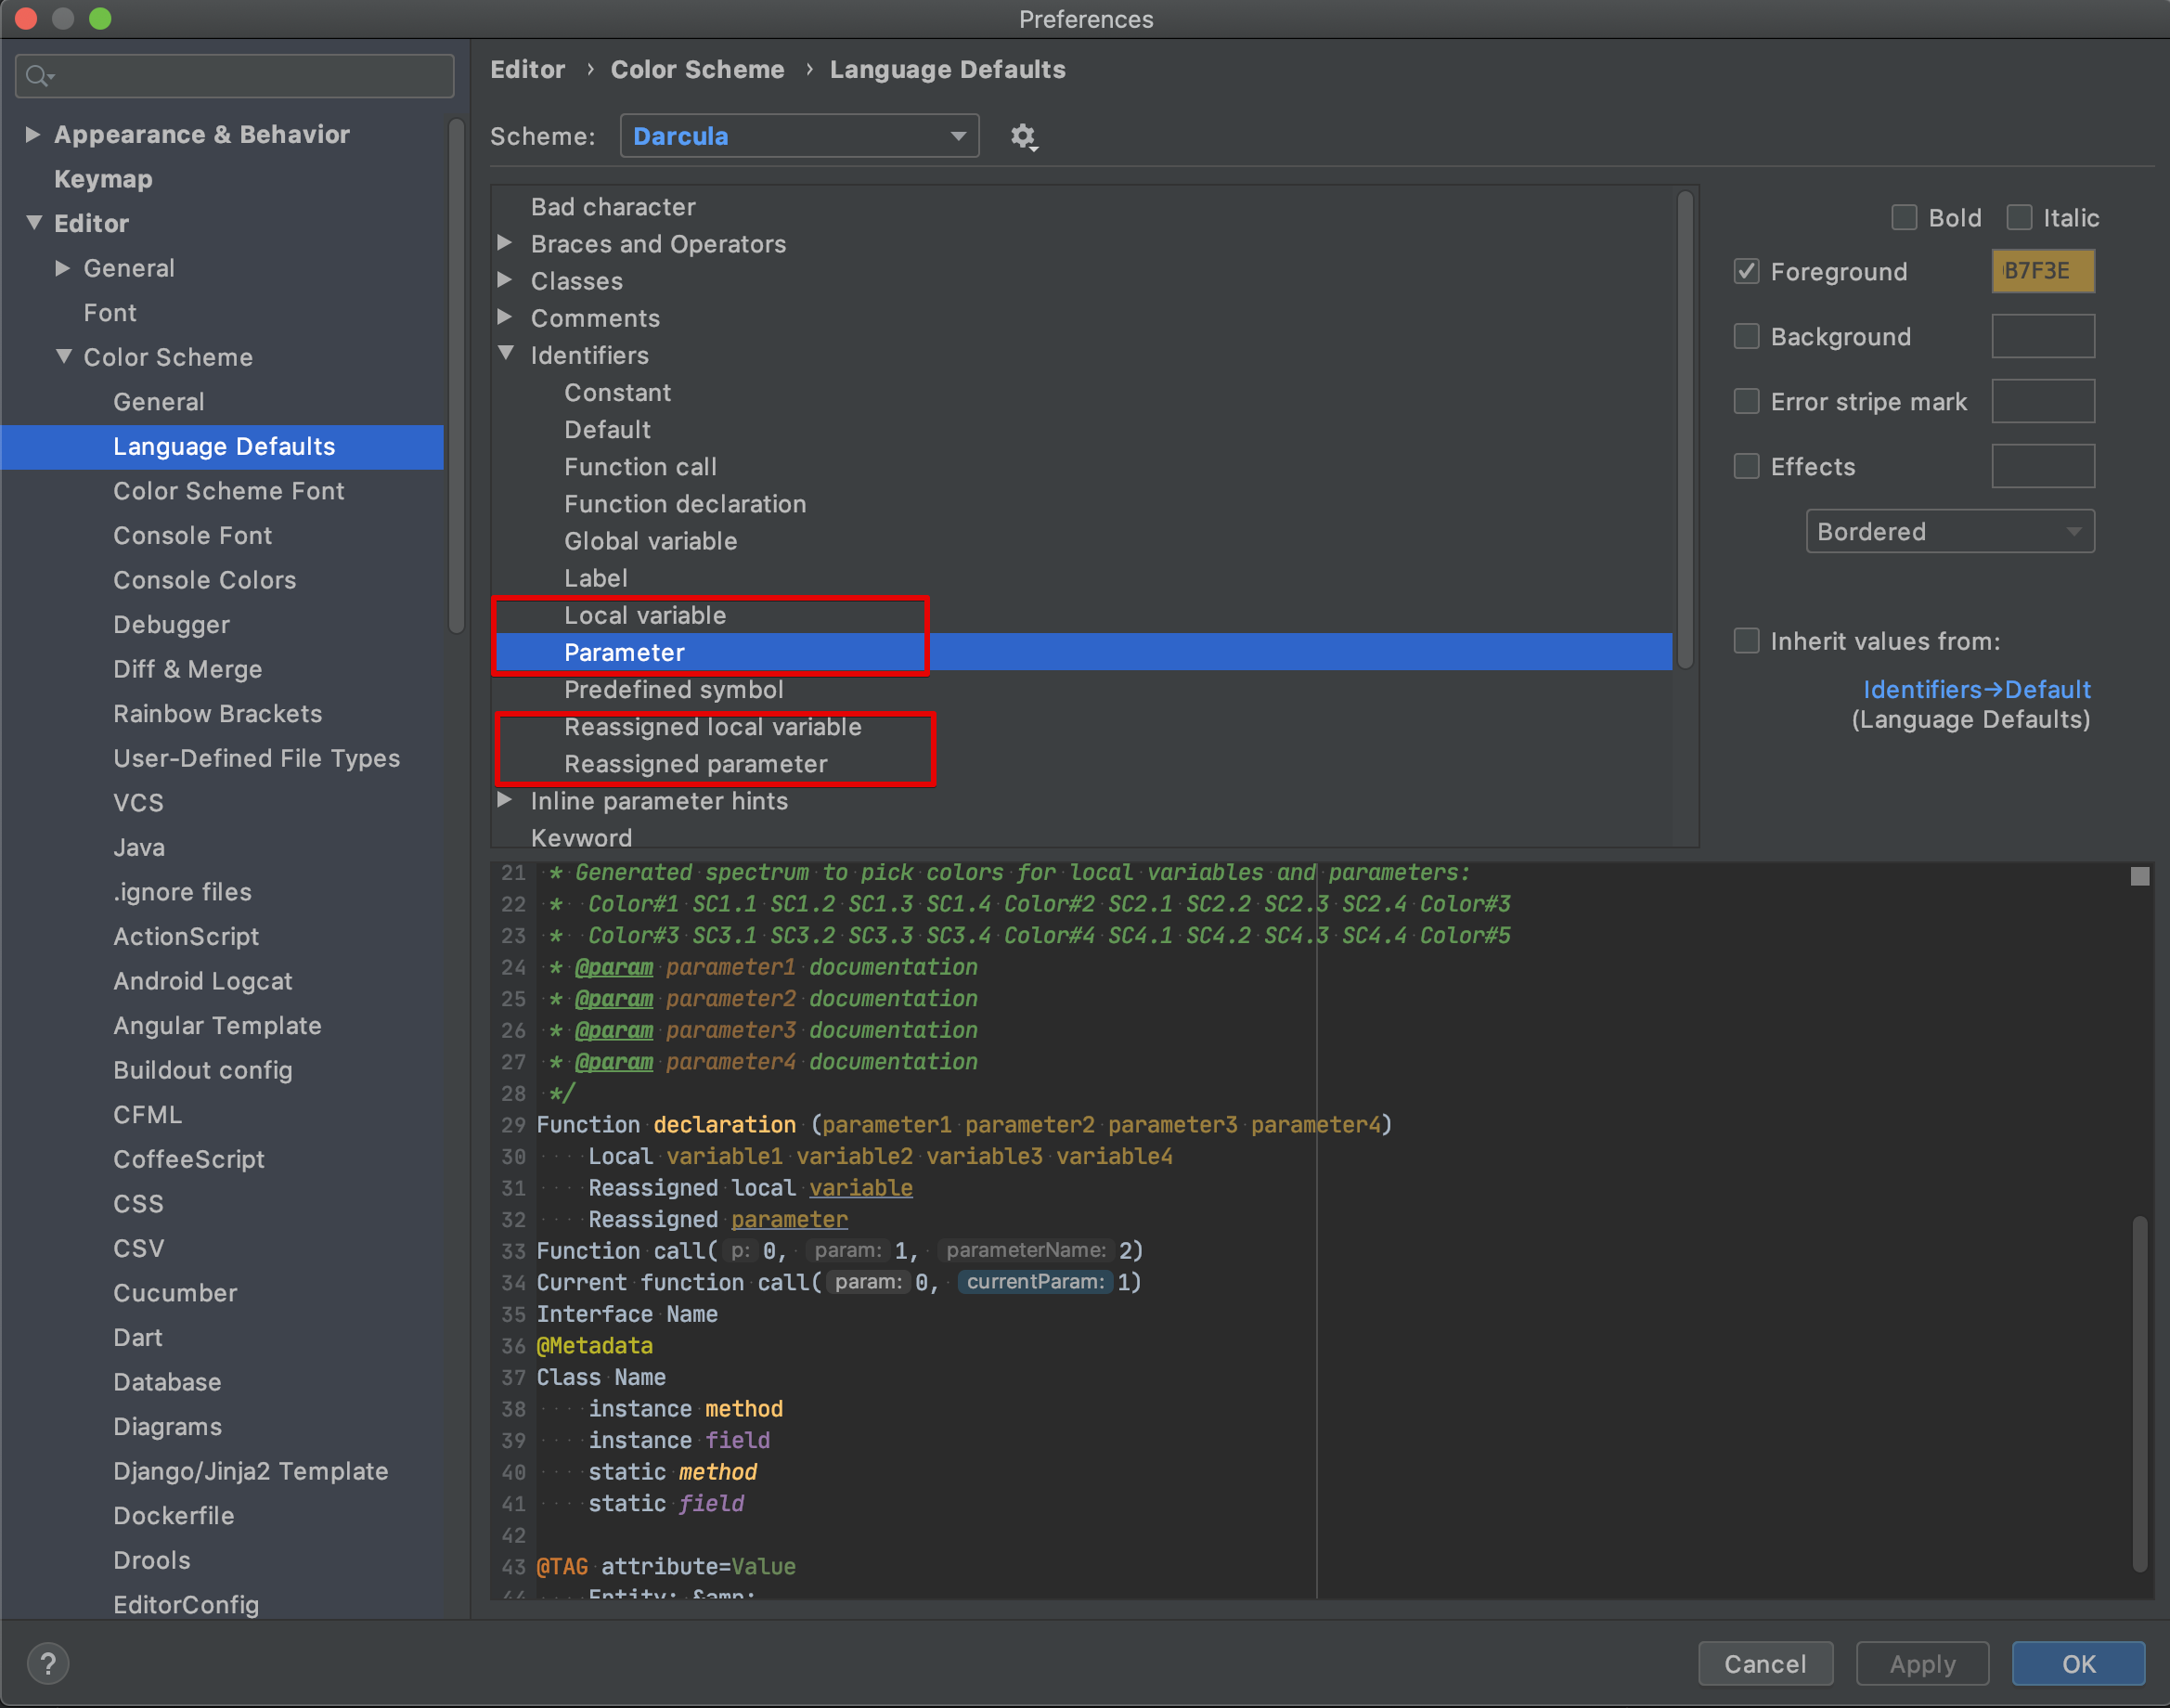 Preferences
Appearance & Behavior
Keymap
Editor
General
Font
Color Scheme
General
Language Defaults
Color Scheme Font
Console Font
Console Colors
Debugger
Diff & Merge
Rainbow Brackets
User-Defined File Types
VCS
Java
.ignore files
ActionScript
Android Logcat
Angular Template
Buildout config
CFML
CoffeeScript
CSS
CSV
Cucumber
Dart
Database
Diagrams
Django/Jinja2 Template
Dockerfile
Drools
EditorConfig
Editor › Color Scheme › Language Defaults
Scheme: Darcula
Bad character
Braces and Operators
Classes
Comments
Identifiers
Constant
Default
Function call
Function declaration
Global variable
Label
Local variable
Parameter
Predefined symbol
Reassigned local variable
Reassigned parameter
Inline parameter hints
Keyword
Bold Italic
Foreground B7F3E
Background
Error stripe mark
Effects
Bordered
Inherit values from:
Identifiers→Default
(Language Defaults)
21 * Generated spectrum to pick colors for local variables and parameters:
22 * Color#1 SC1.1 SC1.2 SC1.3 SC1.4 Color#2 SC2.1 SC2.2 SC2.3 SC2.4 Color#3
23 * Color#3 SC3.1 SC3.2 SC3.3 SC3.4 Color#4 SC4.1 SC4.2 SC4.3 SC4.4 Color#5
24 * @param parameter1 documentation
25 * @param parameter2 documentation
26 * @param parameter3 documentation
27 * @param parameter4 documentation
28 */
29 Function declaration (parameter1 parameter2 parameter3 parameter4)
30 Local variable1 variable2 variable3 variable4
31 Reassigned local variable
32 Reassigned parameter
33 Function call( p: 0, param: 1, parameterName: 2)
34 Current function call( param: 0, currentParam: 1)
35 Interface Name
36 @Metadata
37 Class Name
38 instance method
39 instance field
40 static method
41 static field
42
43 @TAG attribute=Value
44 Entity: &amp;
? Cancel Apply OK